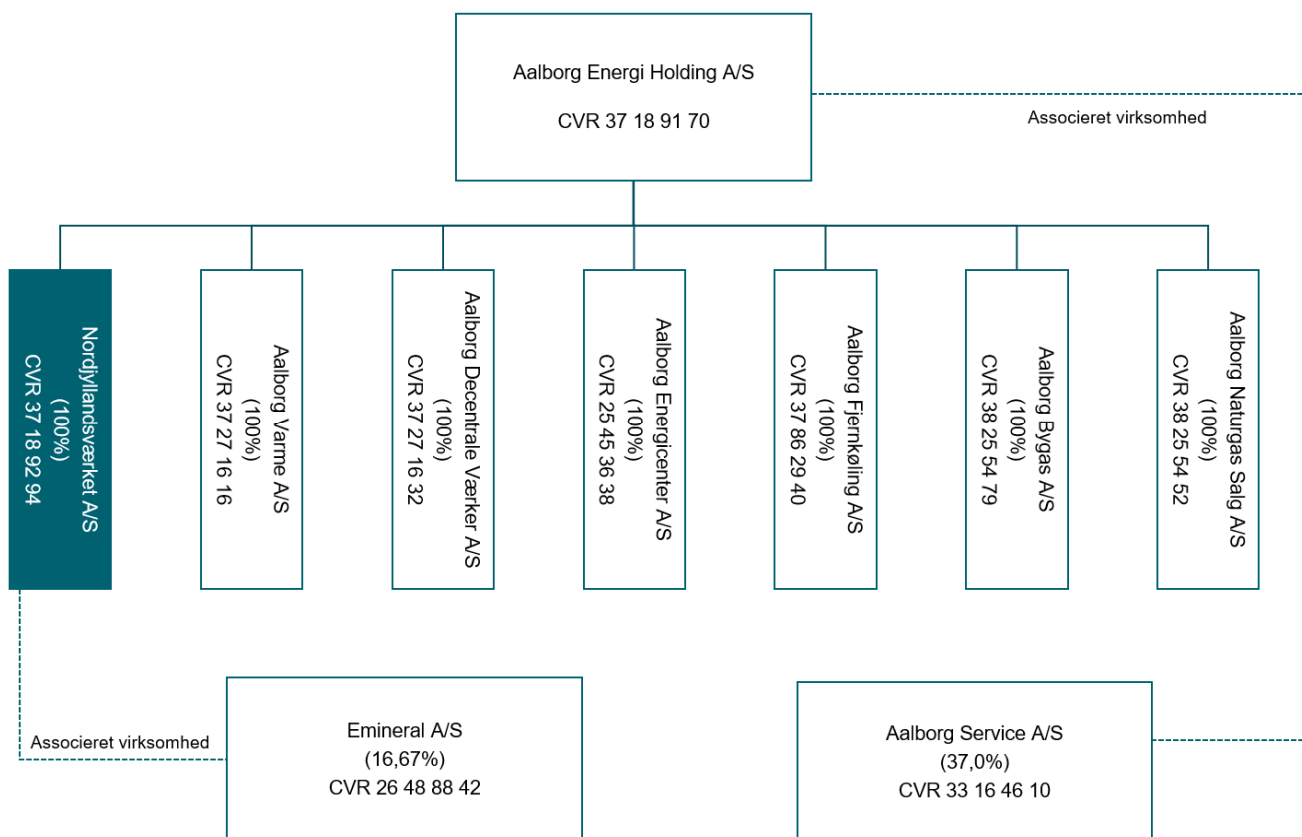 Aalborg Energi Holding A/S
CVR 37 18 91 70
Associeret virksomhed
Nordjyllandsværket A/S
(100%)
CVR 37 18 92 94
Aalborg Varme A/S
(100%)
CVR 37 27 16 16
Aalborg Decentrale Værker A/S
(100%)
CVR 37 27 16 32
Aalborg Energicenter A/S
(100%)
CVR 25 45 36 38
Aalborg Fjernkøling A/S
(100%)
CVR 37 86 29 40
Aalborg Bygas A/S
(100%)
CVR 38 25 54 79
Aalborg Naturgas Salg A/S
(100%)
CVR 38 25 54 52
Associeret virksomhed
Emineral A/S
(16,67%)
CVR 26 48 88 42
Aalborg Service A/S
(37,0%)
CVR 33 16 46 10